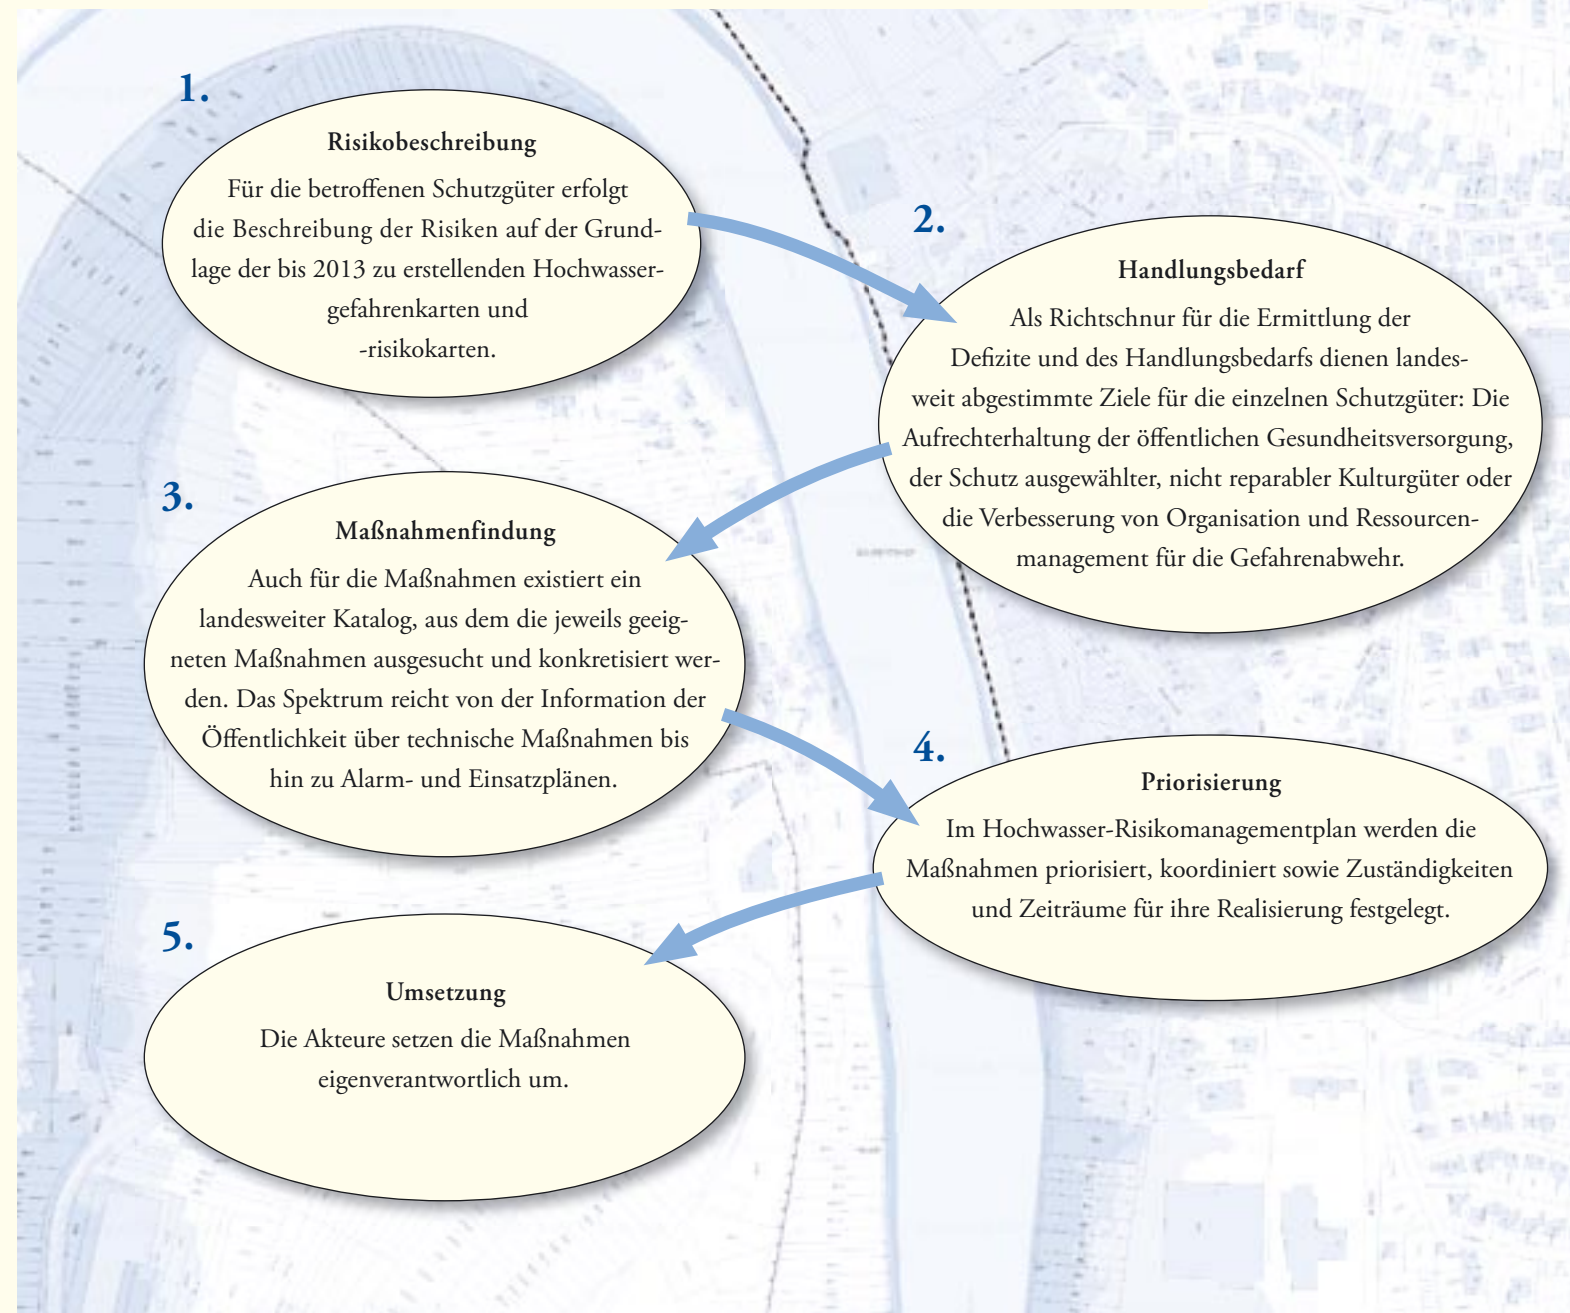 1.
Risikobeschreibung
Für die betroffenen Schutzgüter erfolgt
die Beschreibung der Risiken auf der Grund-
lage der bis 2013 zu erstellenden Hochwasser-
gefahrenkarten und
-risikokarten.
2.
Handlungsbedarf
Als Richtschnur für die Ermittlung der
Defizite und des Handlungsbedarfs dienen landes-
weit abgestimmte Ziele für die einzelnen Schutzgüter: Die
Aufrechterhaltung der öffentlichen Gesundheitsversorgung,
der Schutz ausgewählter, nicht reparabler Kulturgüter oder
die Verbesserung von Organisation und Ressourcen-
management für die Gefahrenabwehr.
3.
Maßnahmenfindung
Auch für die Maßnahmen existiert ein
landesweiter Katalog, aus dem die jeweils geeig-
neten Maßnahmen ausgesucht und konkretisiert wer-
den. Das Spektrum reicht von der Information der
Öffentlichkeit über technische Maßnahmen bis
hin zu Alarm- und Einsatzplänen.
4.
Priorisierung
Im Hochwasser-Risikomanagementplan werden die
Maßnahmen priorisiert, koordiniert sowie Zuständigkeiten
und Zeiträume für ihre Realisierung festgelegt.
5.
Umsetzung
Die Akteure setzen die Maßnahmen
eigenverantwortlich um.